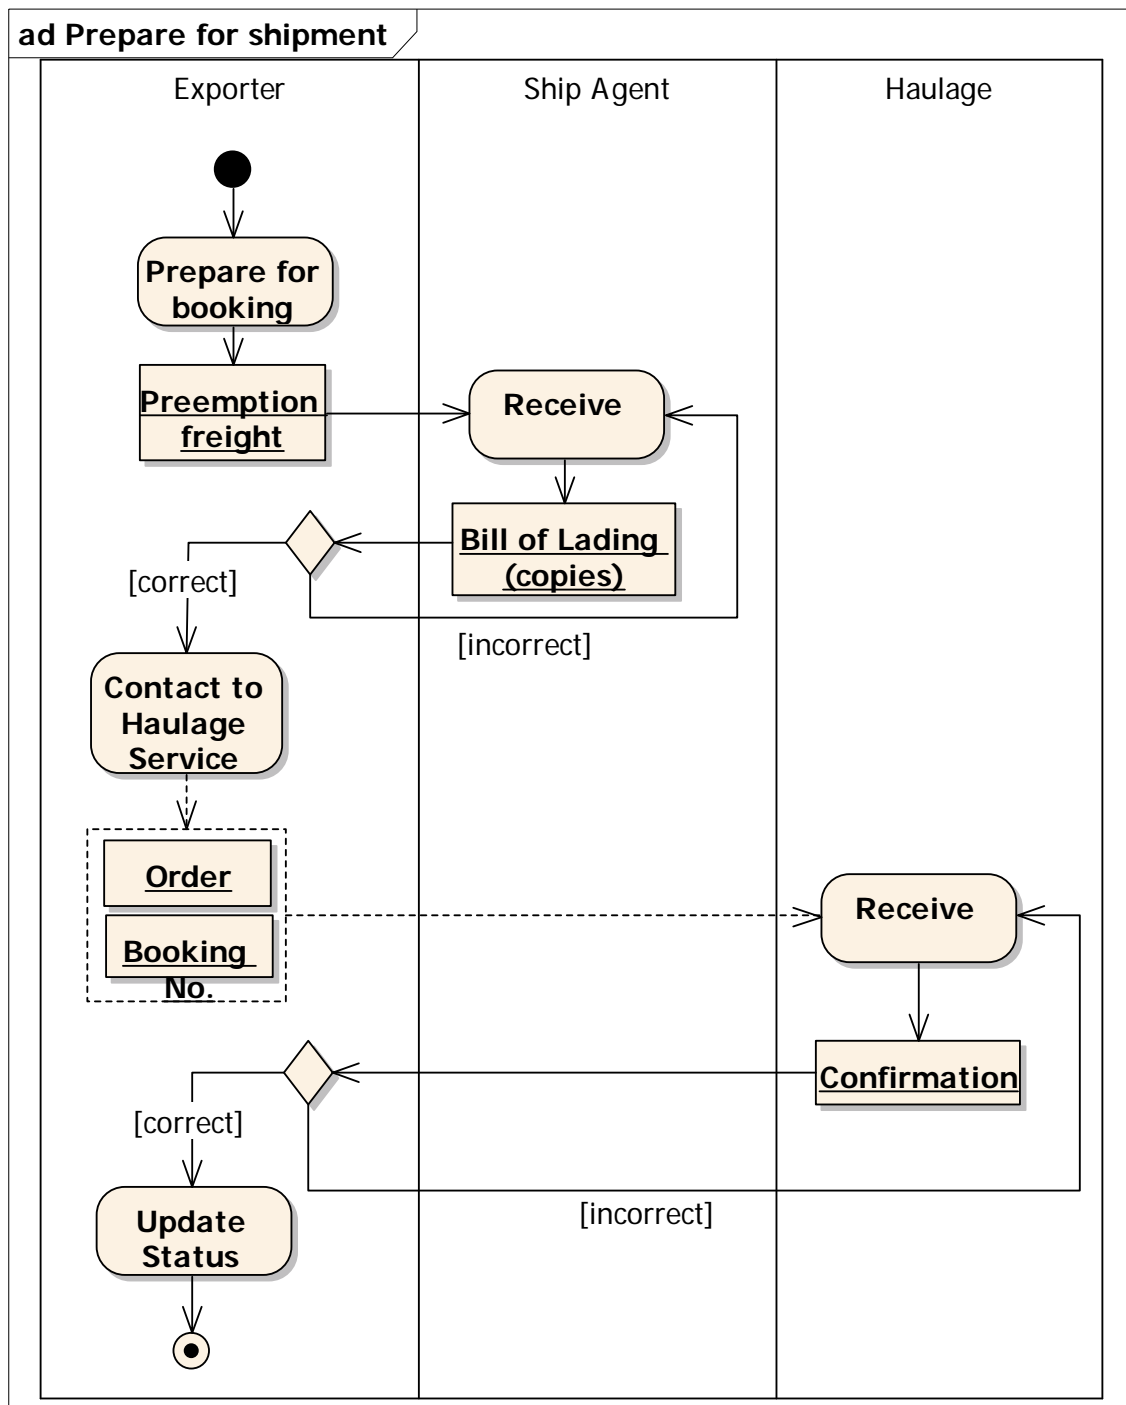 ad Prepare for shipment
Exporter
Ship Agent
Haulage
Prepare for
booking
Preemption
freight
Receive
Bill of Lading
(copies)
[correct]
[incorrect]
Contact to
Haulage
Service
Order
Booking
No.
Receive
Confirmation
[correct]
[incorrect]
Update
Status